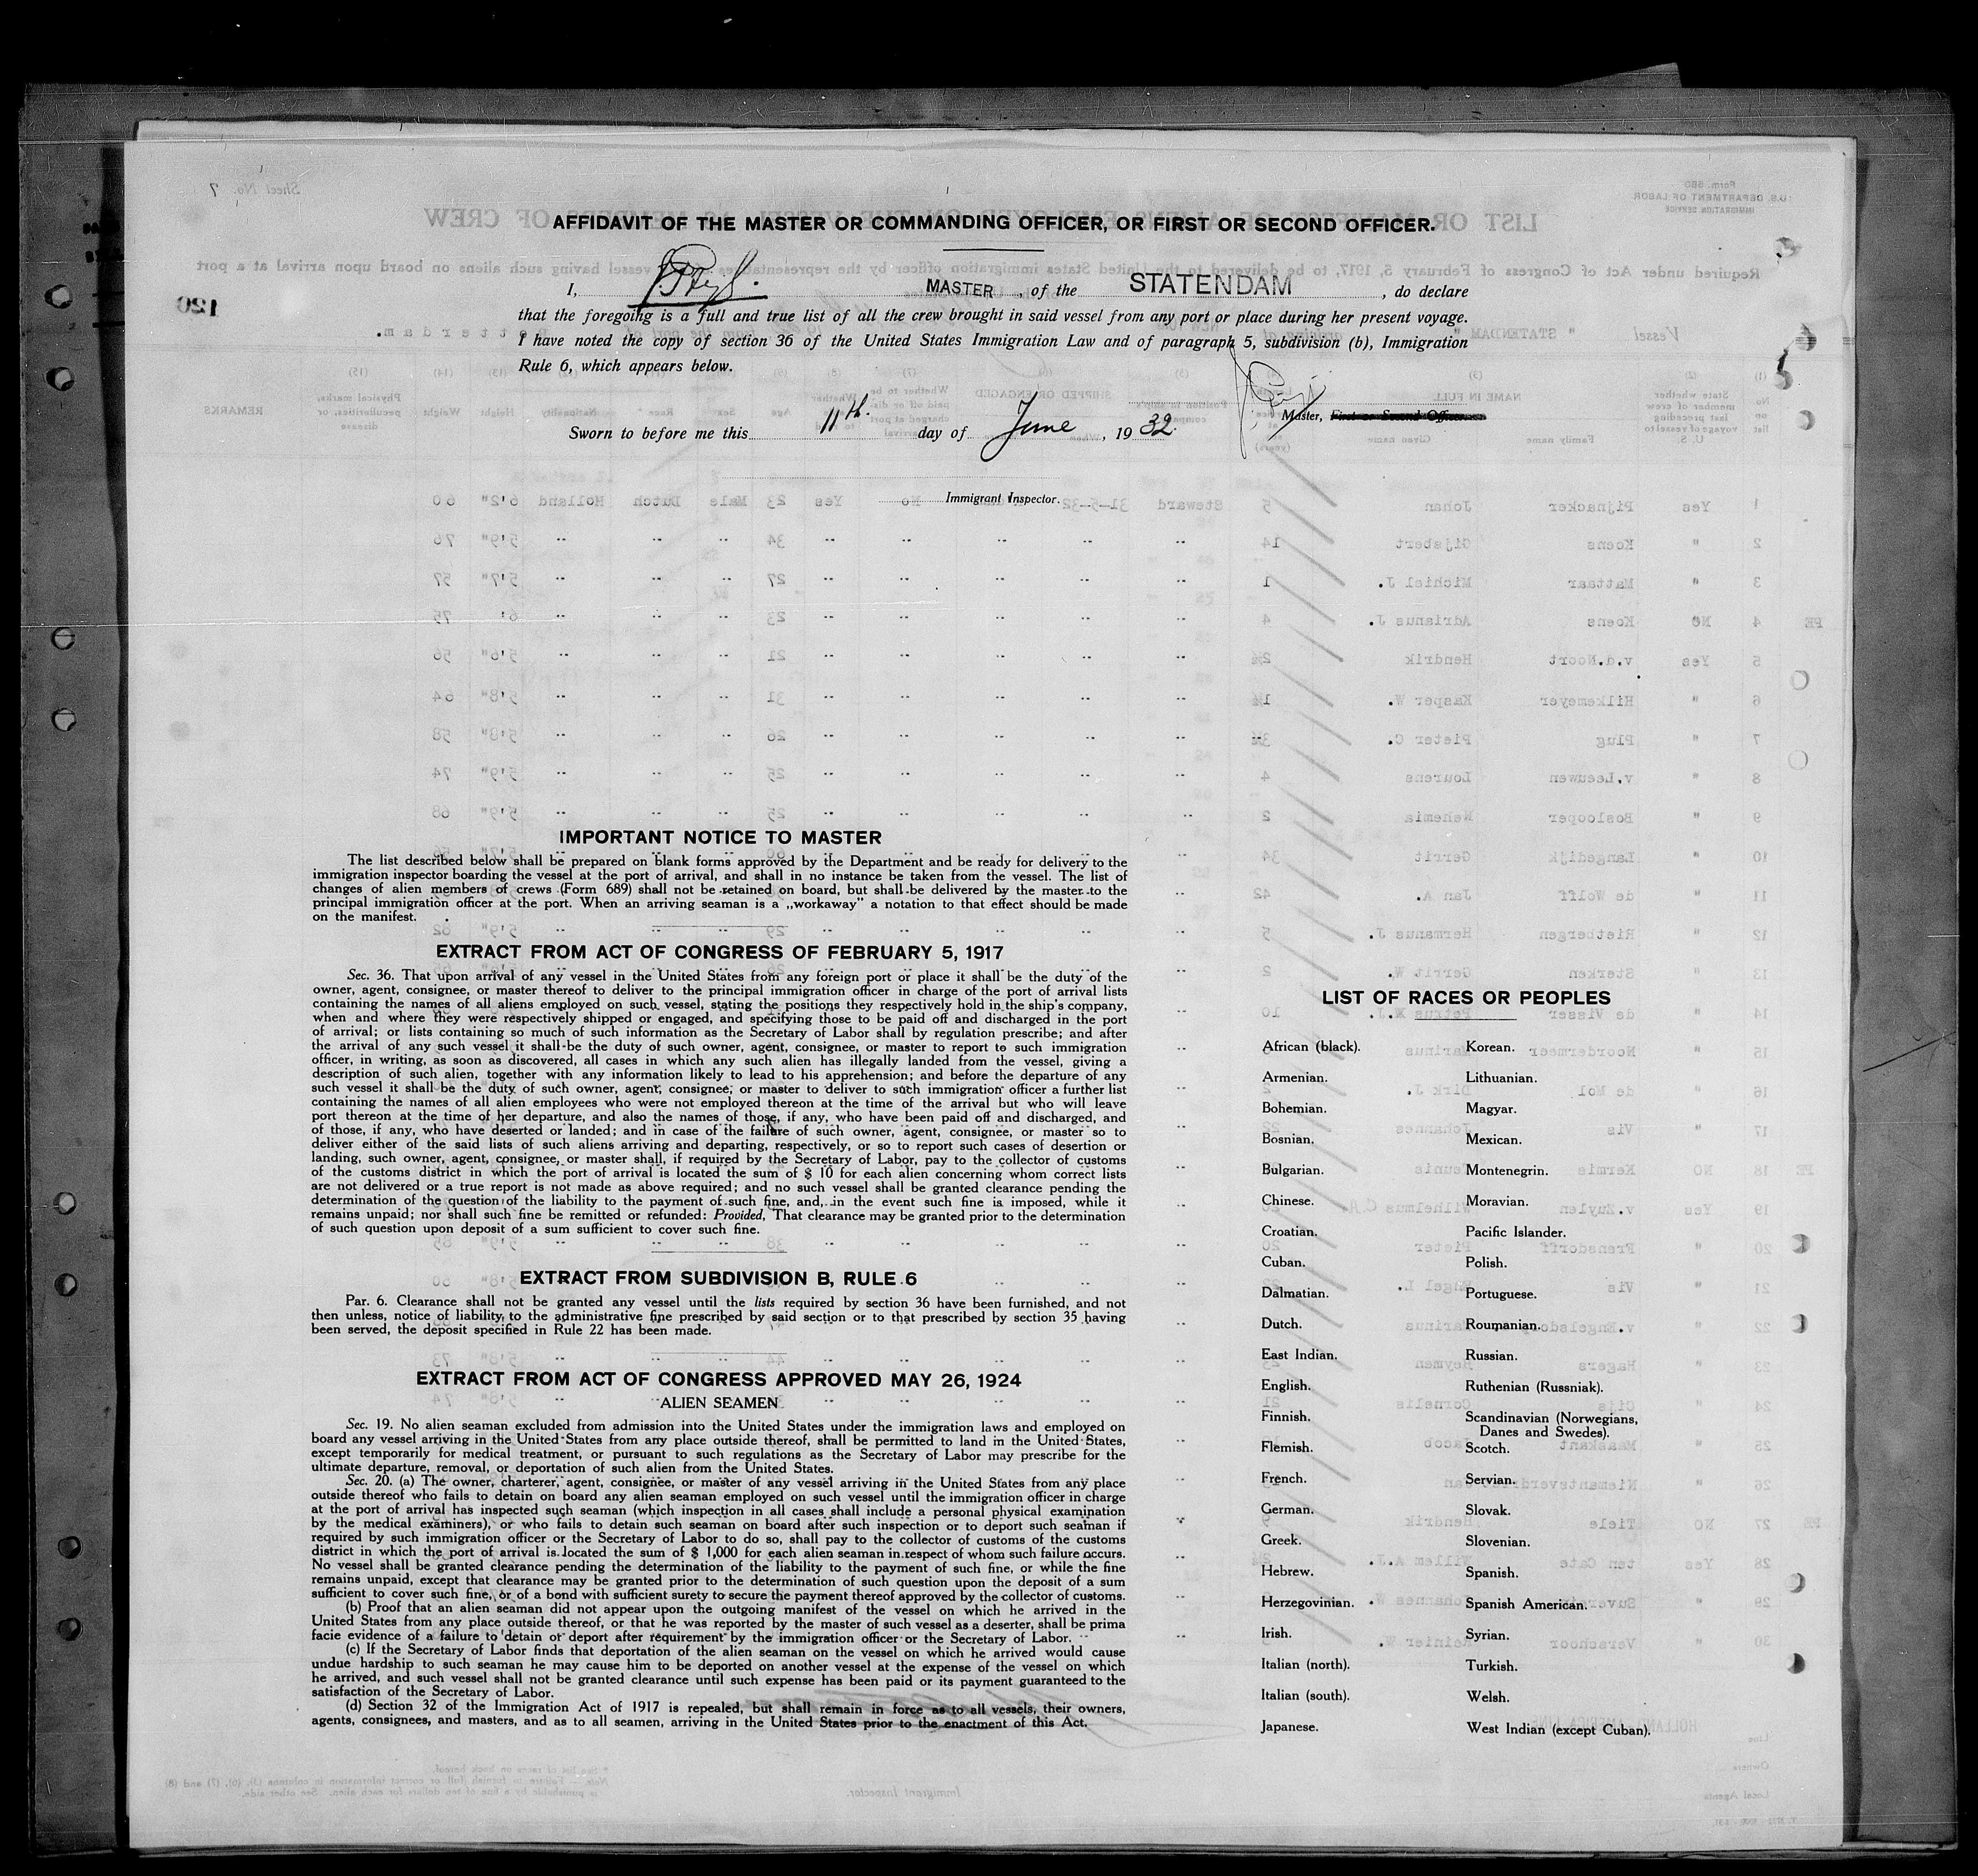 AFFIDAVIT OF THE MASTER OR COMMANDING OFFICER, OR FIRST OR SECOND OFFICER.
I, MASTER, of the STATENDAM, do declare
that the foregoing is a full and true list of all the crew brought in said vessel from any port or place during her present voyage.
I have noted the copy of section 36 of the United States Immigration Law and of paragraph 5, subdivision (b), Immigration
Rule 6, which appears below.
Master, First or Second Officer.
Sworn to before me this 11th. day of June, 1932.
Immigrant Inspector.
IMPORTANT NOTICE TO MASTER
The list described below shall be prepared on blank forms approved by the Department and be ready for delivery to the
immigration inspector boarding the vessel at the port of arrival, and shall in no instance be taken from the vessel. The list of
changes of alien members of crews (Form 689) shall not be retained on board, but shall be delivered by the master to the
principal immigration officer at the port. When an arriving seaman is a „workaway" a notation to that effect should be made
on the manifest.
EXTRACT FROM ACT OF CONGRESS OF FEBRUARY 5, 1917
Sec. 36. That upon arrival of any vessel in the United States from any foreign port or place it shall be the duty of the
owner, agent, consignee, or master thereof to deliver to the principal immigration officer in charge of the port of arrival lists
containing the names of all aliens employed on such vessel, stating the positions they respectively hold in the ship's company,
when and where they were respectively shipped or engaged, and specifying those to be paid off and discharged in the port
of arrival; or lists containing so much of such information as the Secretary of Labor shall by regulation prescribe; and after
the arrival of any such vessel it shall be the duty of such owner, agent, consignee, or master to report to such immigration
officer, in writing, as soon as discovered, all cases in which any such alien has illegally landed from the vessel, giving a
description of such alien, together with any information likely to lead to his apprehension; and before the departure of any
such vessel it shall be the duty of such owner, agent, consignee, or master to deliver to such immigration officer a further list
containing the names of all alien employees who were not employed thereon at the time of the arrival but who will leave
port thereon at the time of her departure, and also the names of those, if any, who have been paid off and discharged, and
of those, if any, who have deserted or landed; and in case of the failure of such owner, agent, consignee, or master so to
deliver either of the said lists of such aliens arriving and departing, respectively, or so to report such cases of desertion or
landing, such owner, agent, consignee, or master shall, if required by the Secretary of Labor, pay to the collector of customs
of the customs district in which the port of arrival is located the sum of $ 10 for each alien concerning whom correct lists
are not delivered or a true report is not made as above required; and no such vessel shall be granted clearance pending the
determination of the question of the liability to the payment of such fine, and, in the event such fine is imposed, while it
remains unpaid; nor shall such fine be remitted or refunded: Provided, That clearance may be granted prior to the determination
of such question upon deposit of a sum sufficient to cover such fine.
EXTRACT FROM SUBDIVISION B, RULE 6
Par. 6. Clearance shall not be granted any vessel until the lists required by section 36 have been furnished, and not
then unless, notice of liability to the administrative fine prescribed by said section or to that prescribed by section 35 having
been served, the deposit specified in Rule 22 has been made.
EXTRACT FROM ACT OF CONGRESS APPROVED MAY 26, 1924
ALIEN SEAMEN
Sec. 19. No alien seaman excluded from admission into the United States under the immigration laws and employed on
board any vessel arriving in the United States from any place outside thereof, shall be permitted to land in the United States,
except temporarily for medical treatment, or pursuant to such regulations as the Secretary of Labor may prescribe for the
ultimate departure, removal, or deportation of such alien from the United States.
Sec. 20. (a) The owner, charterer, agent, consignee, or master of any vessel arriving in the United States from any place
outside thereof who fails to detain on board any alien seaman employed on such vessel until the immigration officer in charge
at the port of arrival has inspected such seaman (which inspection in all cases shall include a personal physical examination
by the medical examiners), or who fails to detain such seaman on board after such inspection or to deport such seaman if
required by such immigration officer or the Secretary of Labor to do so, shall pay to the collector of customs of the customs
district in which the port of arrival is located the sum of $ 1,000 for each alien seaman in respect of whom such failure occurs.
No vessel shall be granted clearance pending the determination of the liability to the payment of such fine, or while the fine
remains unpaid, except that clearance may be granted prior to the determination of such question upon the deposit of a sum
sufficient to cover such fine, or of a bond with sufficient surety to secure the payment thereof approved by the collector of customs.
(b) Proof that an alien seaman did not appear upon the outgoing manifest of the vessel on which he arrived in the
United States from any place outside thereof, or that he was reported by the master of such vessel as a deserter, shall be prima
facie evidence of a failure to detain or deport after requirement by the immigration officer or the Secretary of Labor.
(c) If the Secretary of Labor finds that deportation of the alien seaman on the vessel on which he arrived would cause
undue hardship to such seaman he may cause him to be deported on another vessel at the expense of the vessel on which
he arrived, and such vessel shall not be granted clearance until such expense has been paid or its payment guaranteed to the
satisfaction of the Secretary of Labor.
(d) Section 32 of the Immigration Act of 1917 is repealed, but shall remain in force as to all vessels, their owners,
agents, consignees, and masters, and as to all seamen, arriving in the United States prior to the enactment of this Act.
LIST OF RACES OR PEOPLES
African (black).
Armenian.
Bohemian.
Bosnian.
Bulgarian.
Chinese.
Croatian.
Cuban.
Dalmatian.
Dutch.
East Indian.
English.
Finnish.
Flemish.
French.
German.
Greek.
Hebrew.
Herzegovinian.
Irish.
Italian (north).
Italian (south).
Japanese.
Korean.
Lithuanian.
Magyar.
Mexican.
Montenegrin.
Moravian.
Pacific Islander.
Polish.
Portuguese.
Roumanian.
Russian.
Ruthenian (Russniak).
Scandinavian (Norwegians,
Danes and Swedes).
Scotch.
Servian.
Slovak.
Slovenian.
Spanish.
Spanish American.
Syrian.
Turkish.
Welsh.
West Indian (except Cuban).